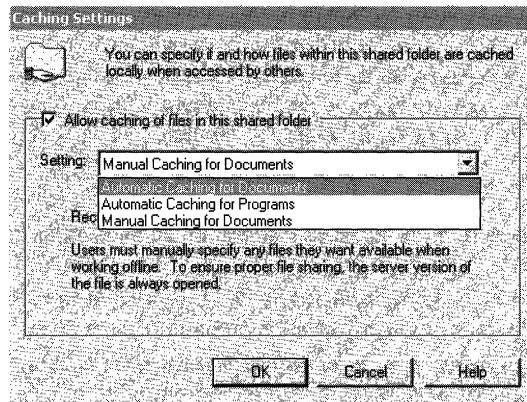 Caching Settings
You can specify if and how files within this shared folder are cached
locally when accessed by others.
Allow caching of files in this shared folder
Setting: Manual Caching for Documents
Automatic Caching for Documents
Automatic Caching for Programs
Rec
Manual Caching for Documents
Users must manually specify any files they want available when
working offline. To ensure proper file sharing, the server version of
the file is always opened.
OK Cancel Help